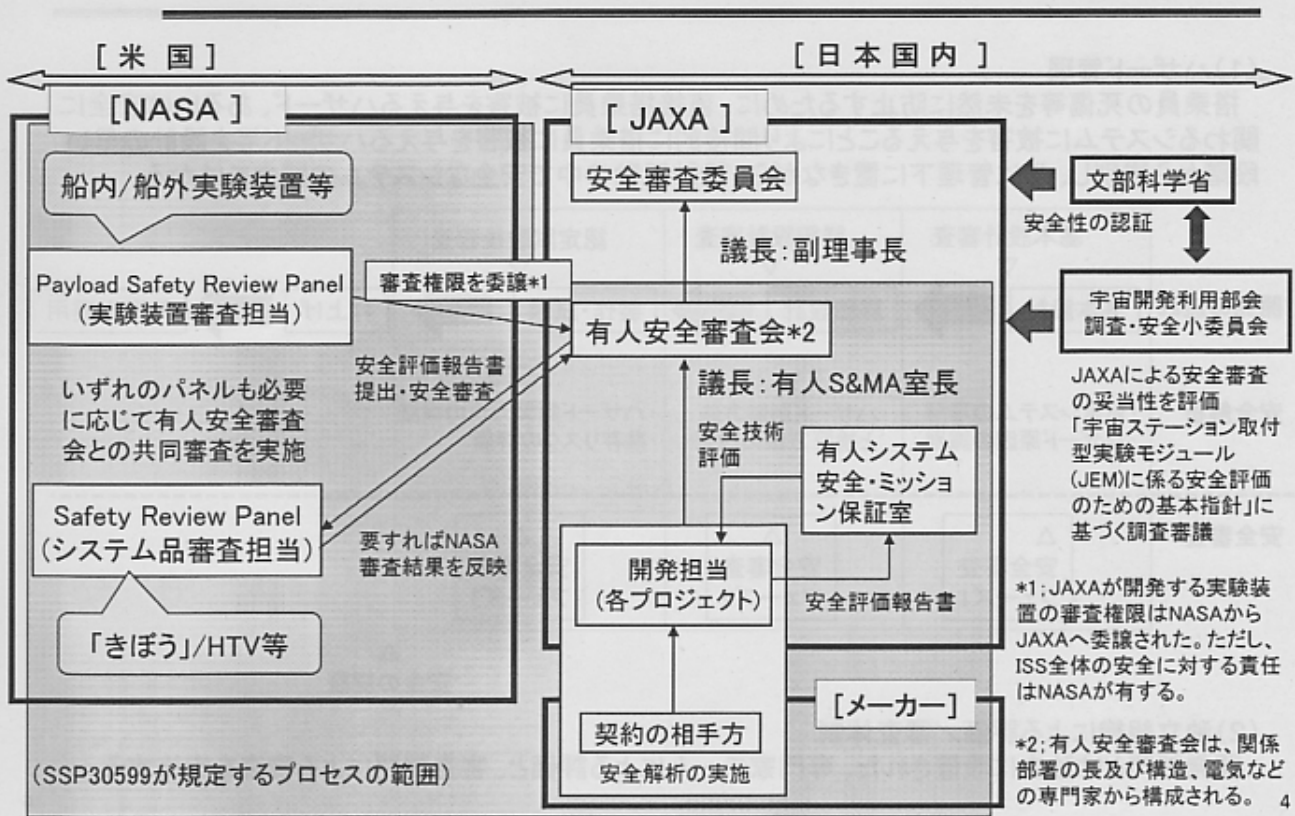 [ 米 国 ]
[ 日 本 国 内 ]
[NASA]
船内/船外実験装置等
Payload Safety Review Panel
(実験装置審査担当)
いずれのパネルも必要
に応じて有人安全審査
会との共同審査を実施
Safety Review Panel
(システム品審査担当)
「きぼう」/HTV等
(SSP30599が規定するプロセスの範囲)
審査権限を委譲*1
安全評価報告書
提出・安全審査
要すればNASA
審査結果を反映
[ JAXA ]
安全審査委員会
議長:副理事長
有人安全審査会*2
議長:有人S&MA室長
安全技術
評価
有人システム
安全・ミッショ
ン保証室
開発担当
(各プロジェクト)
安全評価報告書
[メーカー]
契約の相手方
安全解析の実施
文部科学省
安全性の認証
宇宙開発利用部会
調査・安全小委員会
JAXAによる安全審査
の妥当性を評価
「宇宙ステーション取付
型実験モジュール
(JEM)に係る安全評価
のための基本指針」に
基づく調査審議
*1:JAXAが開発する実験装
置の審査権限はNASAから
JAXAへ委譲された。ただし、
ISS全体の安全に対する責任
はNASAが有する。
*2:有人安全審査会は、関係
部署の長及び構造、電気など
の専門家から構成される。
4